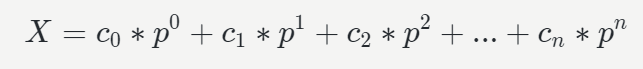 X = c₀ * p⁰ + c₁ * p¹ + c₂ * p² + ... + cₙ * pⁿ